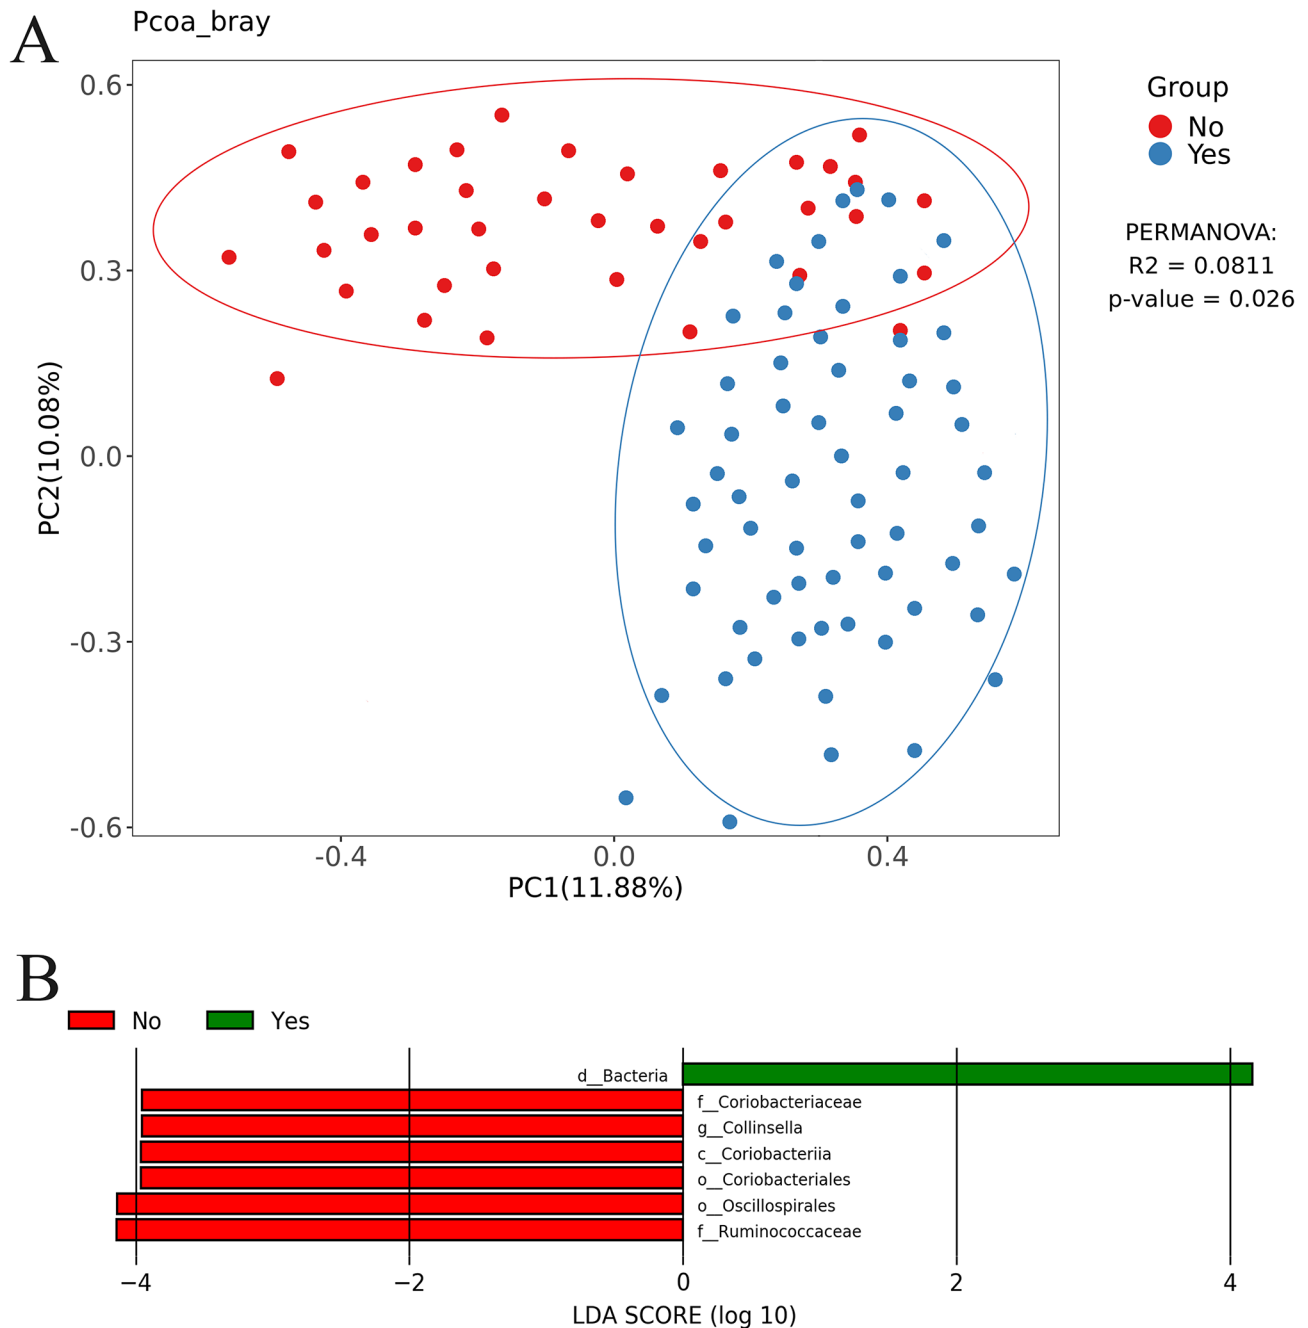 A
Pcoa_bray
Group
No
Yes
PERMANOVA:
R2 = 0.0811
p-value = 0.026
0.6
0.3
0.0
-0.3
-0.6
PC2(10.08%)
-0.4
0.0
0.4
PC1(11.88%)
B
No
Yes
d__Bacteria
f__Coriobacteriaceae
g__Collinsella
c__Coriobacteriia
o__Coriobacteriales
o__Oscillospirales
f__Ruminococcaceae
−4
−2
0
2
4
LDA SCORE (log 10)